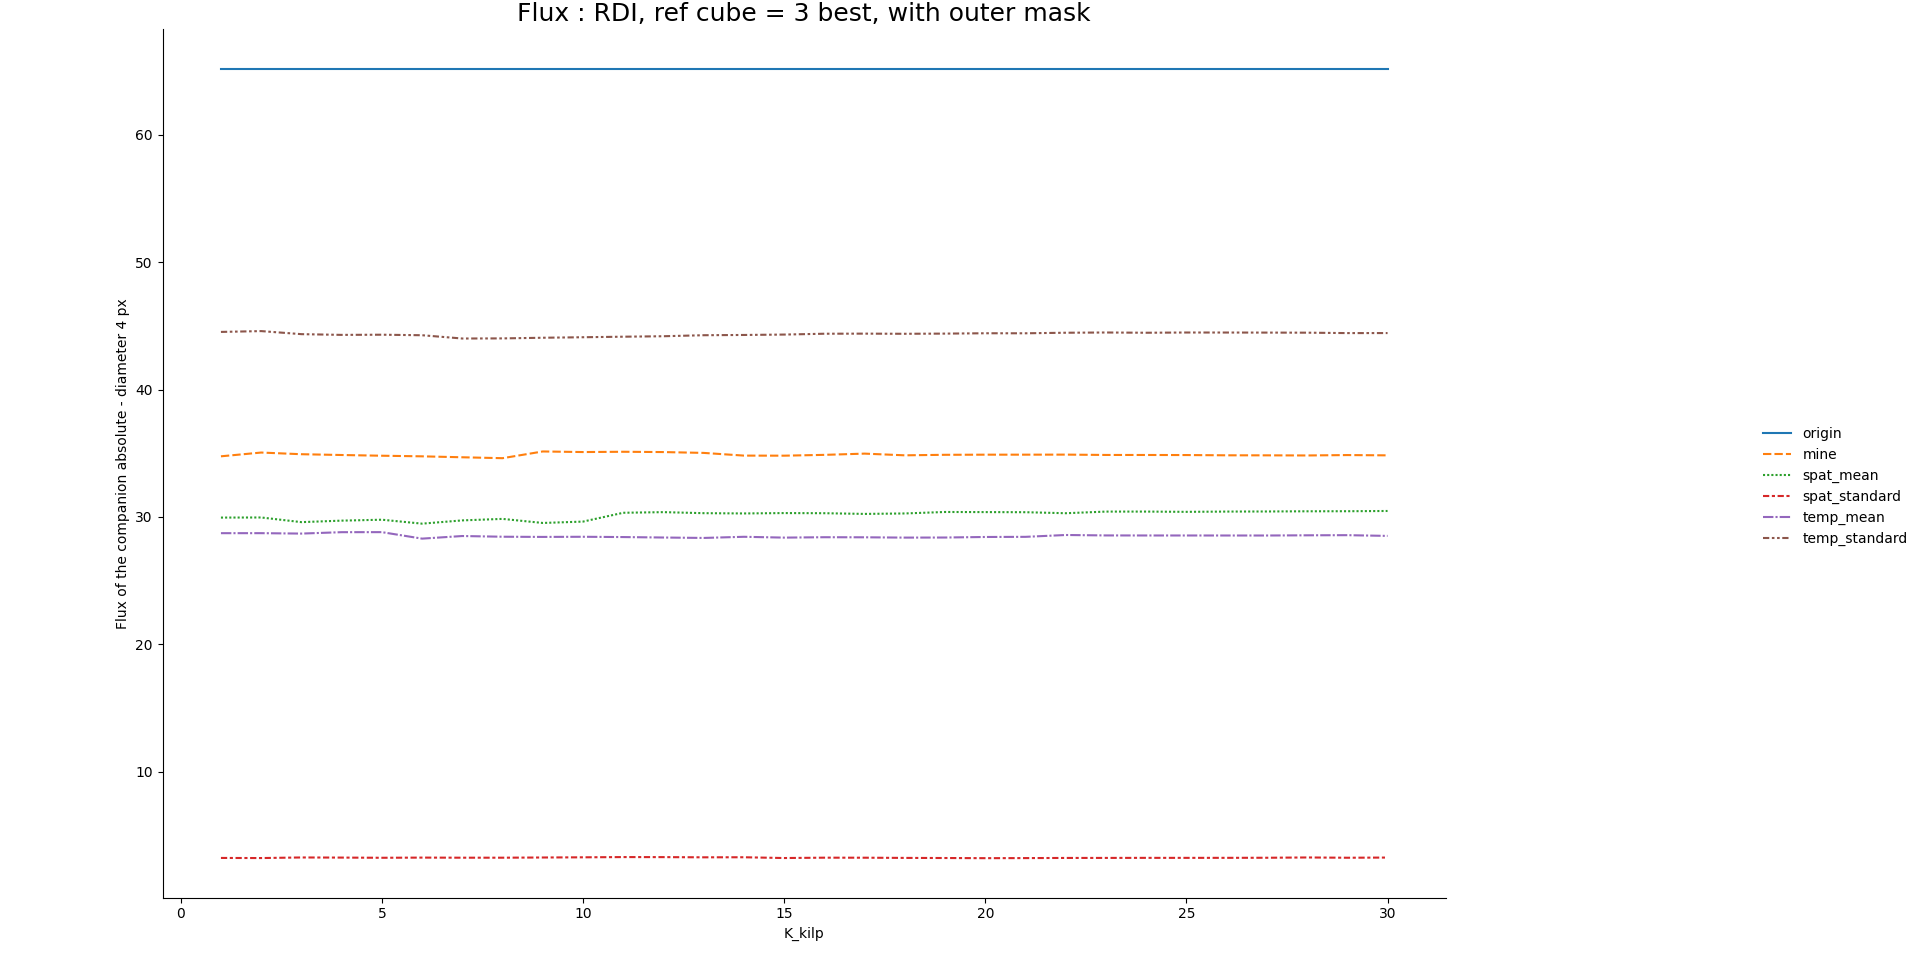 Flux : RDI, ref cube = 3 best, with outer mask
Flux of the companion absolute - diameter 4 px
60
50
40
30
20
10
0
5
10
15
20
25
30
K_kilp
origin
mine
spat_mean
spat_standard
temp_mean
temp_standard